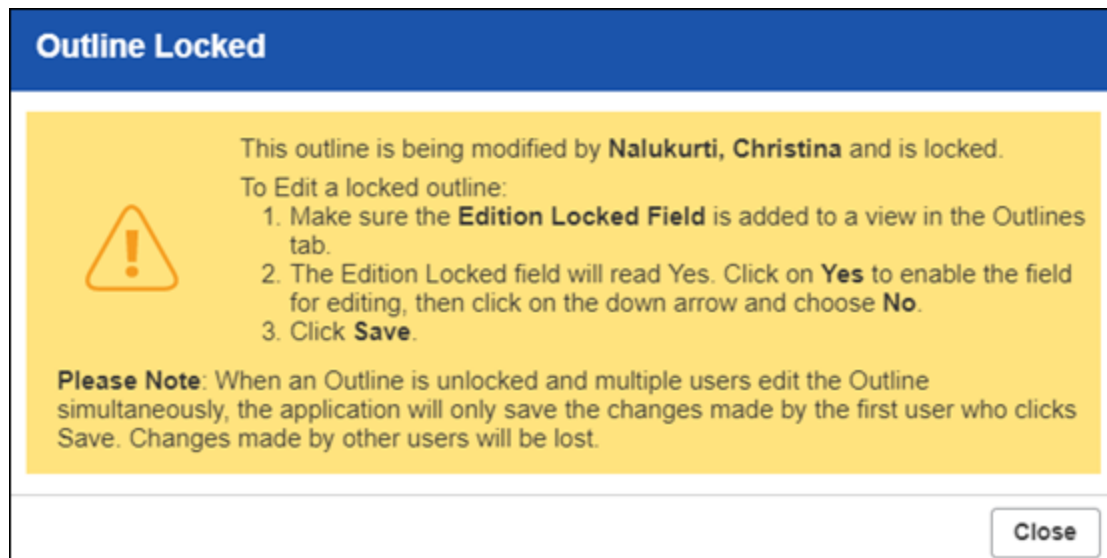 Outline Locked
This outline is being modified by Nalukurti, Christina and is locked.
To Edit a locked outline:
1. Make sure the Edition Locked Field is added to a view in the Outlines
tab.
2. The Edition Locked field will read Yes. Click on Yes to enable the field
for editing, then click on the down arrow and choose No.
3. Click Save.
Please Note: When an Outline is unlocked and multiple users edit the Outline
simultaneously, the application will only save the changes made by the first user who clicks
Save. Changes made by other users will be lost.
Close